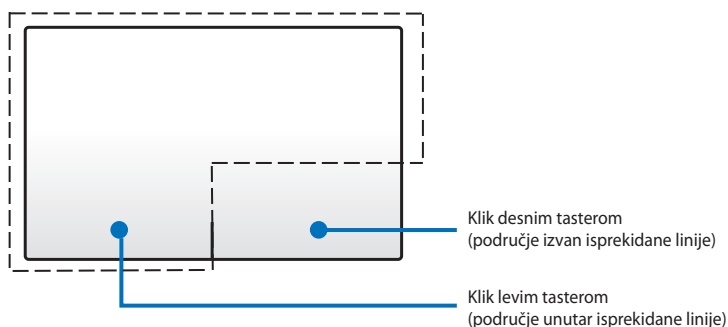 Klik desnim tasterom
(područje izvan isprekidane linije)
Klik levim tasterom
(područje unutar isprekidane linije)